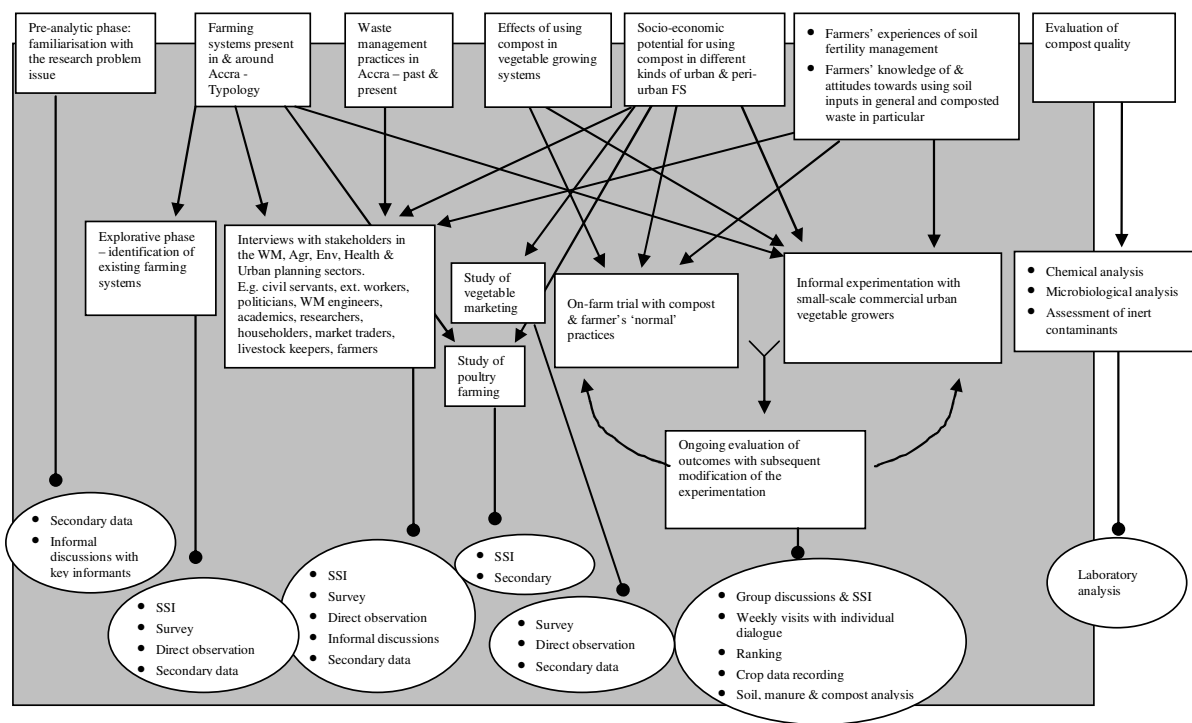 Pre-analytic phase:
familiarisation with
the research problem
issue
Farming
systems present
in & around
Accra -
Typology
Waste
management
practices in
Accra – past &
present
Effects of using
compost in
vegetable growing
systems
Socio-economic
potential for using
compost in different
kinds of urban & peri-
urban FS
• Farmers' experiences of soil
fertility management
• Farmers' knowledge of &
attitudes towards using soil
inputs in general and composted
waste in particular
Evaluation of
compost quality
Explorative phase
– identification of
existing farming
systems
Interviews with stakeholders in
the WM, Agr, Env, Health &
Urban planning sectors.
E.g. civil servants, ext. workers,
politicians, WM engineers,
academics, researchers,
householders, market traders,
livestock keepers, farmers
Study of
vegetable
marketing
Study of
poultry
farming
On-farm trial with compost
& farmer's 'normal'
practices
Informal experimentation with
small-scale commercial urban
vegetable growers
• Chemical analysis
• Microbiological analysis
• Assessment of inert
contaminants
Ongoing evaluation of
outcomes with subsequent
modification of the
experimentation
• Secondary data
• Informal
discussions with
key informants
• SSI
• Survey
• Direct observation
• Secondary data
• SSI
• Survey
• Direct observation
• Informal discussions
• Secondary data
• SSI
• Secondary
• Survey
• Direct observation
• Secondary data
• Group discussions & SSI
• Weekly visits with individual
dialogue
• Ranking
• Crop data recording
• Soil, manure & compost analysis
Laboratory
analysis